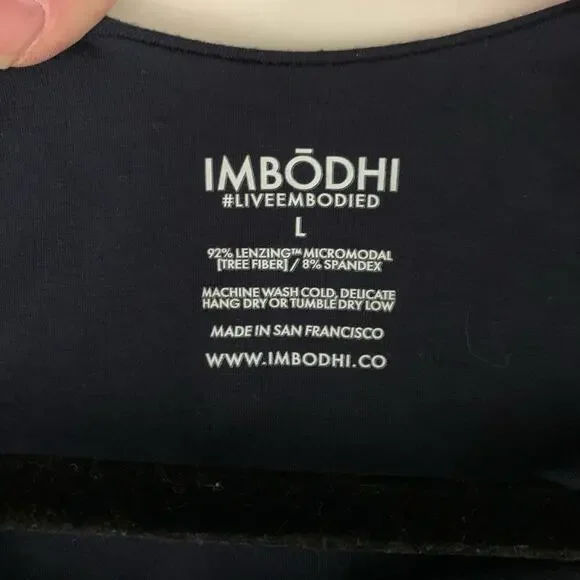 IMBŌDHI
#LIVEEMBODIED
L
92% LENZING™ MICROMODAL
[TREE FIBER] / 8% SPANDEX
MACHINE WASH COLD, DELICATE
HANG DRY OR TUMBLE DRY LOW
MADE IN SAN FRANCISCO
WWW.IMBODHI.CO